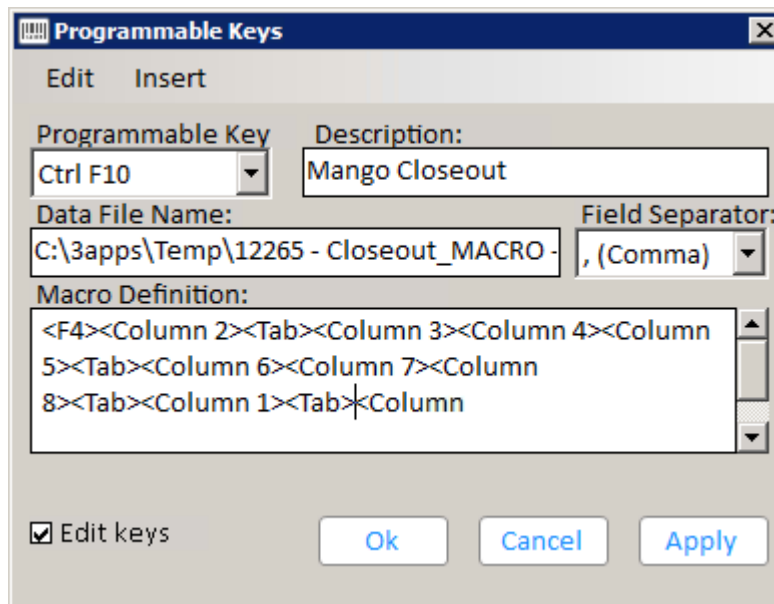 Programmable Keys
Edit Insert
Programmable Key Description:
Ctrl F10 Mango Closeout
Data File Name: Field Separator:
C:\3apps\Temp\12265 - Closeout_MACRO - , (Comma)
Macro Definition:
<F4><Column 2><Tab><Column 3><Column 4><Column
5><Tab><Column 6><Column 7><Column
8><Tab><Column 1><Tab><Column
Edit keys Ok Cancel Apply